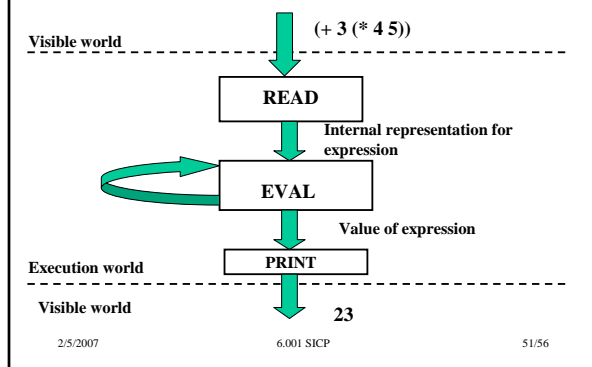 (+ 3 (* 4 5))
Visible world
READ
Internal representation for
expression
EVAL
Value of expression
PRINT
Execution world
Visible world
23
2/5/2007 6.001 SICP 51/56